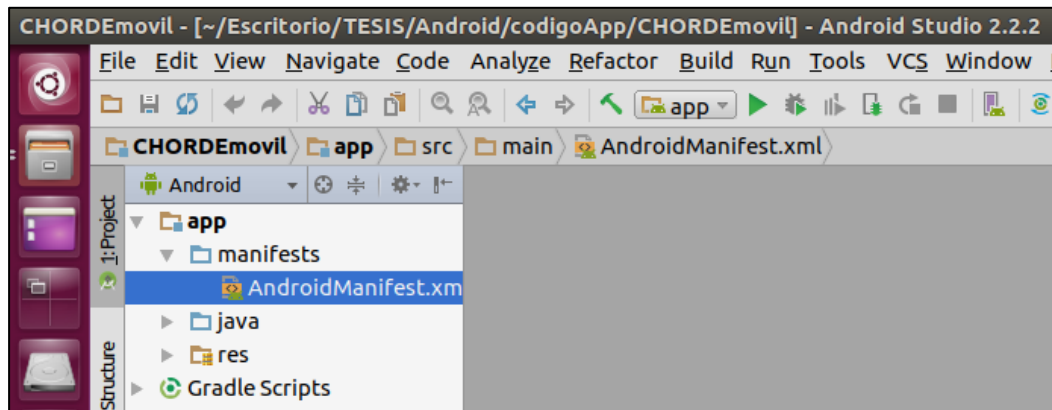 CHORDEmovil - [~/Escritorio/TESIS/Android/codigoApp/CHORDEmovil] - Android Studio 2.2.2
File Edit View Navigate Code Analyze Refactor Build Run Tools VCS Window
app
CHORDEmovil app src main AndroidManifest.xml
Android
1: Project
app
manifests
AndroidManifest.xm
java
res
Gradle Scripts
Structure